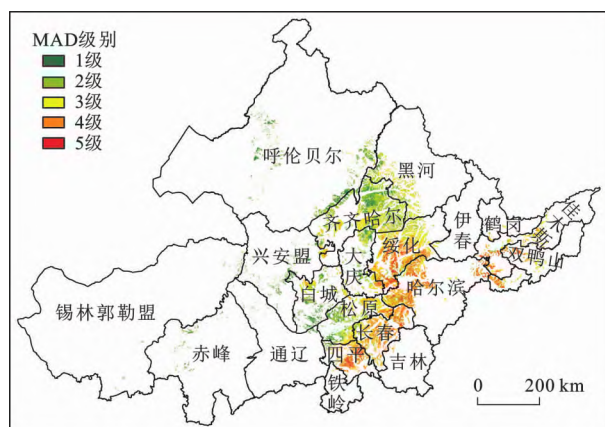 MAD级别
1级
2级
3级
4级
5级
呼伦贝尔
黑河
齐齐哈尔
伊春
鹤岗
佳木斯
双鸭山
绥化
兴安盟
大庆
白城
哈尔滨
锡林郭勒盟
松原
长春
赤峰
通辽
四平
吉林
铁岭
0 200 km